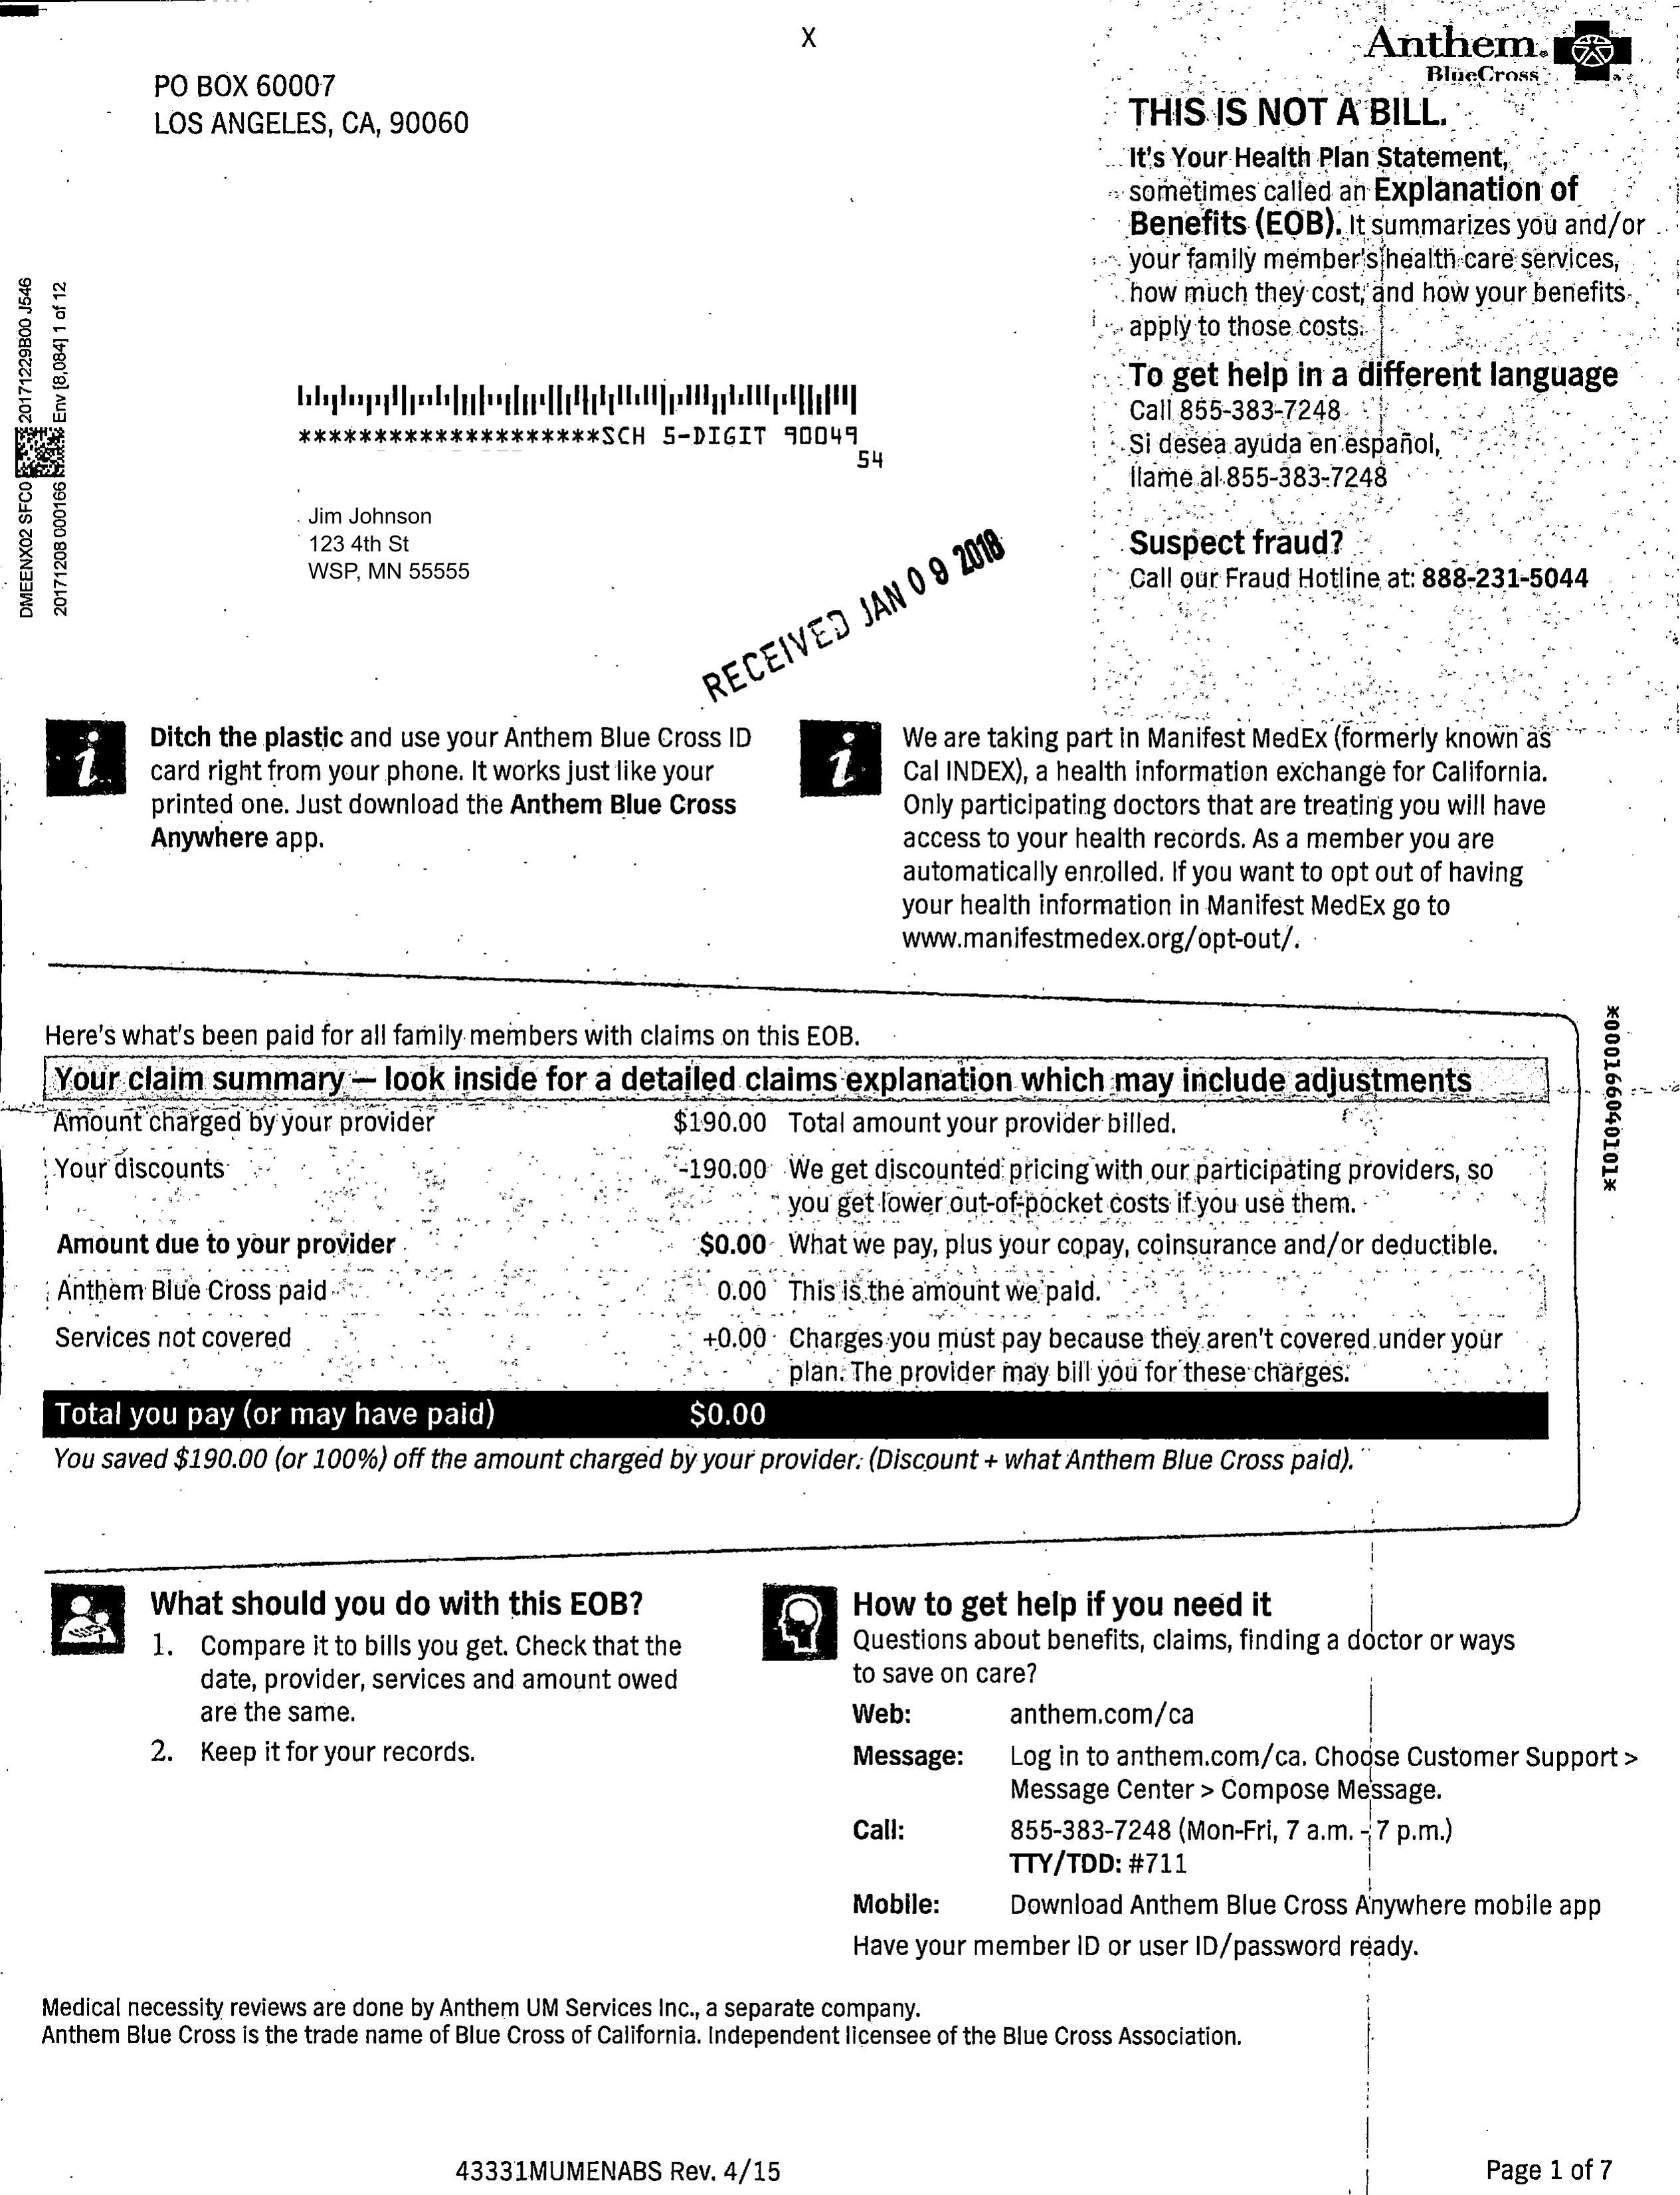 X
PO BOX 60007
LOS ANGELES, CA, 90060
Anthem.
BlueCross
THIS IS NOT A BILL.
It's Your Health Plan Statement,
sometimes called an Explanation of
Benefits (EOB). It summarizes you and/or
your family member's health care services,
how much they cost, and how your benefits
apply to those costs.
To get help in a different language
Call 855-383-7248
Si desea ayuda en español,
llame al 855-383-7248
Suspect fraud?
Call our Fraud Hotline at: 888-231-5044
DMEENX02 SFC0 20171229B00 J546
20171208 000166 Env [8,084] 1 of 12
********************SCH 5-DIGIT 90049
54
Jim Johnson
123 4th St
WSP, MN 55555
RECEIVED JAN 09 2018
Ditch the plastic and use your Anthem Blue Cross ID
card right from your phone. It works just like your
printed one. Just download the Anthem Blue Cross
Anywhere app.
We are taking part in Manifest MedEx (formerly known as
Cal INDEX), a health information exchange for California.
Only participating doctors that are treating you will have
access to your health records. As a member you are
automatically enrolled. If you want to opt out of having
your health information in Manifest MedEx go to
www.manifestmedex.org/opt-out/.
Here's what's been paid for all family members with claims on this EOB.
Your claim summary – look inside for a detailed claims explanation which may include adjustments
Amount charged by your provider $190.00 Total amount your provider billed.
Your discounts -190.00 We get discounted pricing with our participating providers, so
you get lower out-of-pocket costs if you use them.
Amount due to your provider $0.00 What we pay, plus your copay, coinsurance and/or deductible.
Anthem Blue Cross paid 0.00 This is the amount we paid.
Services not covered +0.00 Charges you must pay because they aren't covered under your
plan. The provider may bill you for these charges.
Total you pay (or may have paid) $0.00
You saved $190.00 (or 100%) off the amount charged by your provider. (Discount + what Anthem Blue Cross paid).
*000166040101*
What should you do with this EOB?
1. Compare it to bills you get. Check that the
date, provider, services and amount owed
are the same.
2. Keep it for your records.
How to get help if you need it
Questions about benefits, claims, finding a doctor or ways
to save on care?
Web: anthem.com/ca
Message: Log in to anthem.com/ca. Choose Customer Support >
Message Center > Compose Message.
Call: 855-383-7248 (Mon-Fri, 7 a.m. - 7 p.m.)
TTY/TDD: #711
Mobile: Download Anthem Blue Cross Anywhere mobile app
Have your member ID or user ID/password ready.
Medical necessity reviews are done by Anthem UM Services Inc., a separate company.
Anthem Blue Cross is the trade name of Blue Cross of California. Independent licensee of the Blue Cross Association.
43331MUMENABS Rev. 4/15
Page 1 of 7